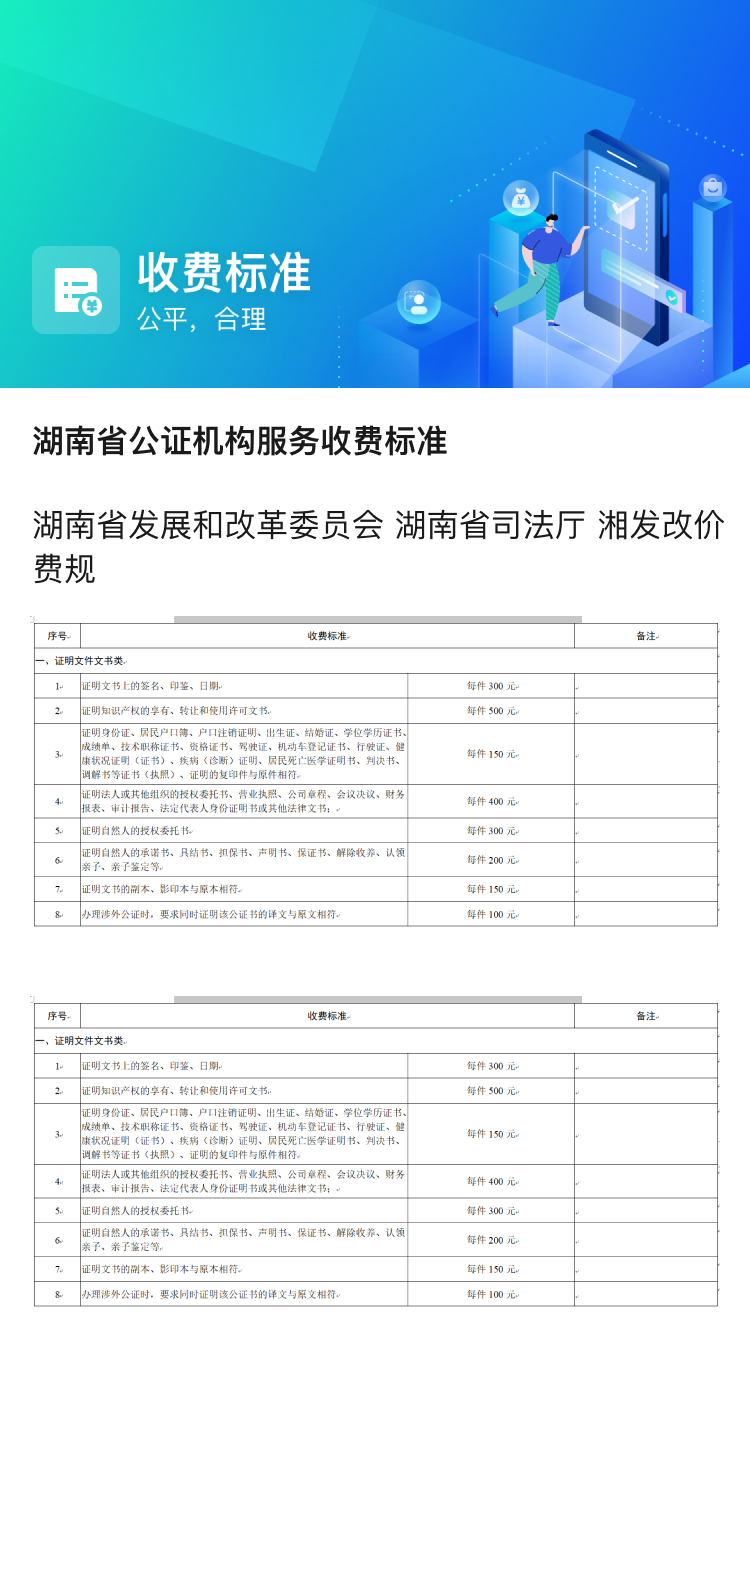 收费标准
公平，合理
湖南省公证机构服务收费标准
湖南省发展和改革委员会 湖南省司法厅 湘发改价
费规
序号 收费标准 备注
一、证明文件文书类
1 证明文书上的签名、印鉴、日期 每件 300 元
2 证明知识产权的享有、转让和使用许可文书 每件 500 元
证明身份证、居民户口簿、户口注销证明、出生证、结婚证、学位学历证书、
成绩单、技术职称证书、资格证书、驾驶证、机动车登记证书、行驶证、健
3 康状况证明（证书）、疾病（诊断）证明、居民死亡医学证明书、判决书、 每件 150 元
调解书等证书（执照）、证明的复印件与原件相符
4 证明法人或其他组织的授权委托书、营业执照、公司章程、会议决议、财务 每件 400 元
报表、审计报告、法定代表人身份证明书或其他法律文书；
5 证明自然人的授权委托书 每件 300 元
6 证明自然人的承诺书、具结书、担保书、声明书、保证书、解除收养、认领 每件 200 元
亲子、亲子鉴定等
7 证明文书的副本、影印本与原本相符 每件 150 元
8 办理涉外公证时，要求同时证明该公证书的译文与原文相符 每件 100 元
序号 收费标准 备注
一、证明文件文书类
1 证明文书上的签名、印鉴、日期 每件 300 元
2 证明知识产权的享有、转让和使用许可文书 每件 500 元
证明身份证、居民户口簿、户口注销证明、出生证、结婚证、学位学历证书、
成绩单、技术职称证书、资格证书、驾驶证、机动车登记证书、行驶证、健
3 康状况证明（证书）、疾病（诊断）证明、居民死亡医学证明书、判决书、 每件 150 元
调解书等证书（执照）、证明的复印件与原件相符
4 证明法人或其他组织的授权委托书、营业执照、公司章程、会议决议、财务 每件 400 元
报表、审计报告、法定代表人身份证明书或其他法律文书；
5 证明自然人的授权委托书 每件 300 元
6 证明自然人的承诺书、具结书、担保书、声明书、保证书、解除收养、认领 每件 200 元
亲子、亲子鉴定等
7 证明文书的副本、影印本与原本相符 每件 150 元
8 办理涉外公证时，要求同时证明该公证书的译文与原文相符 每件 100 元